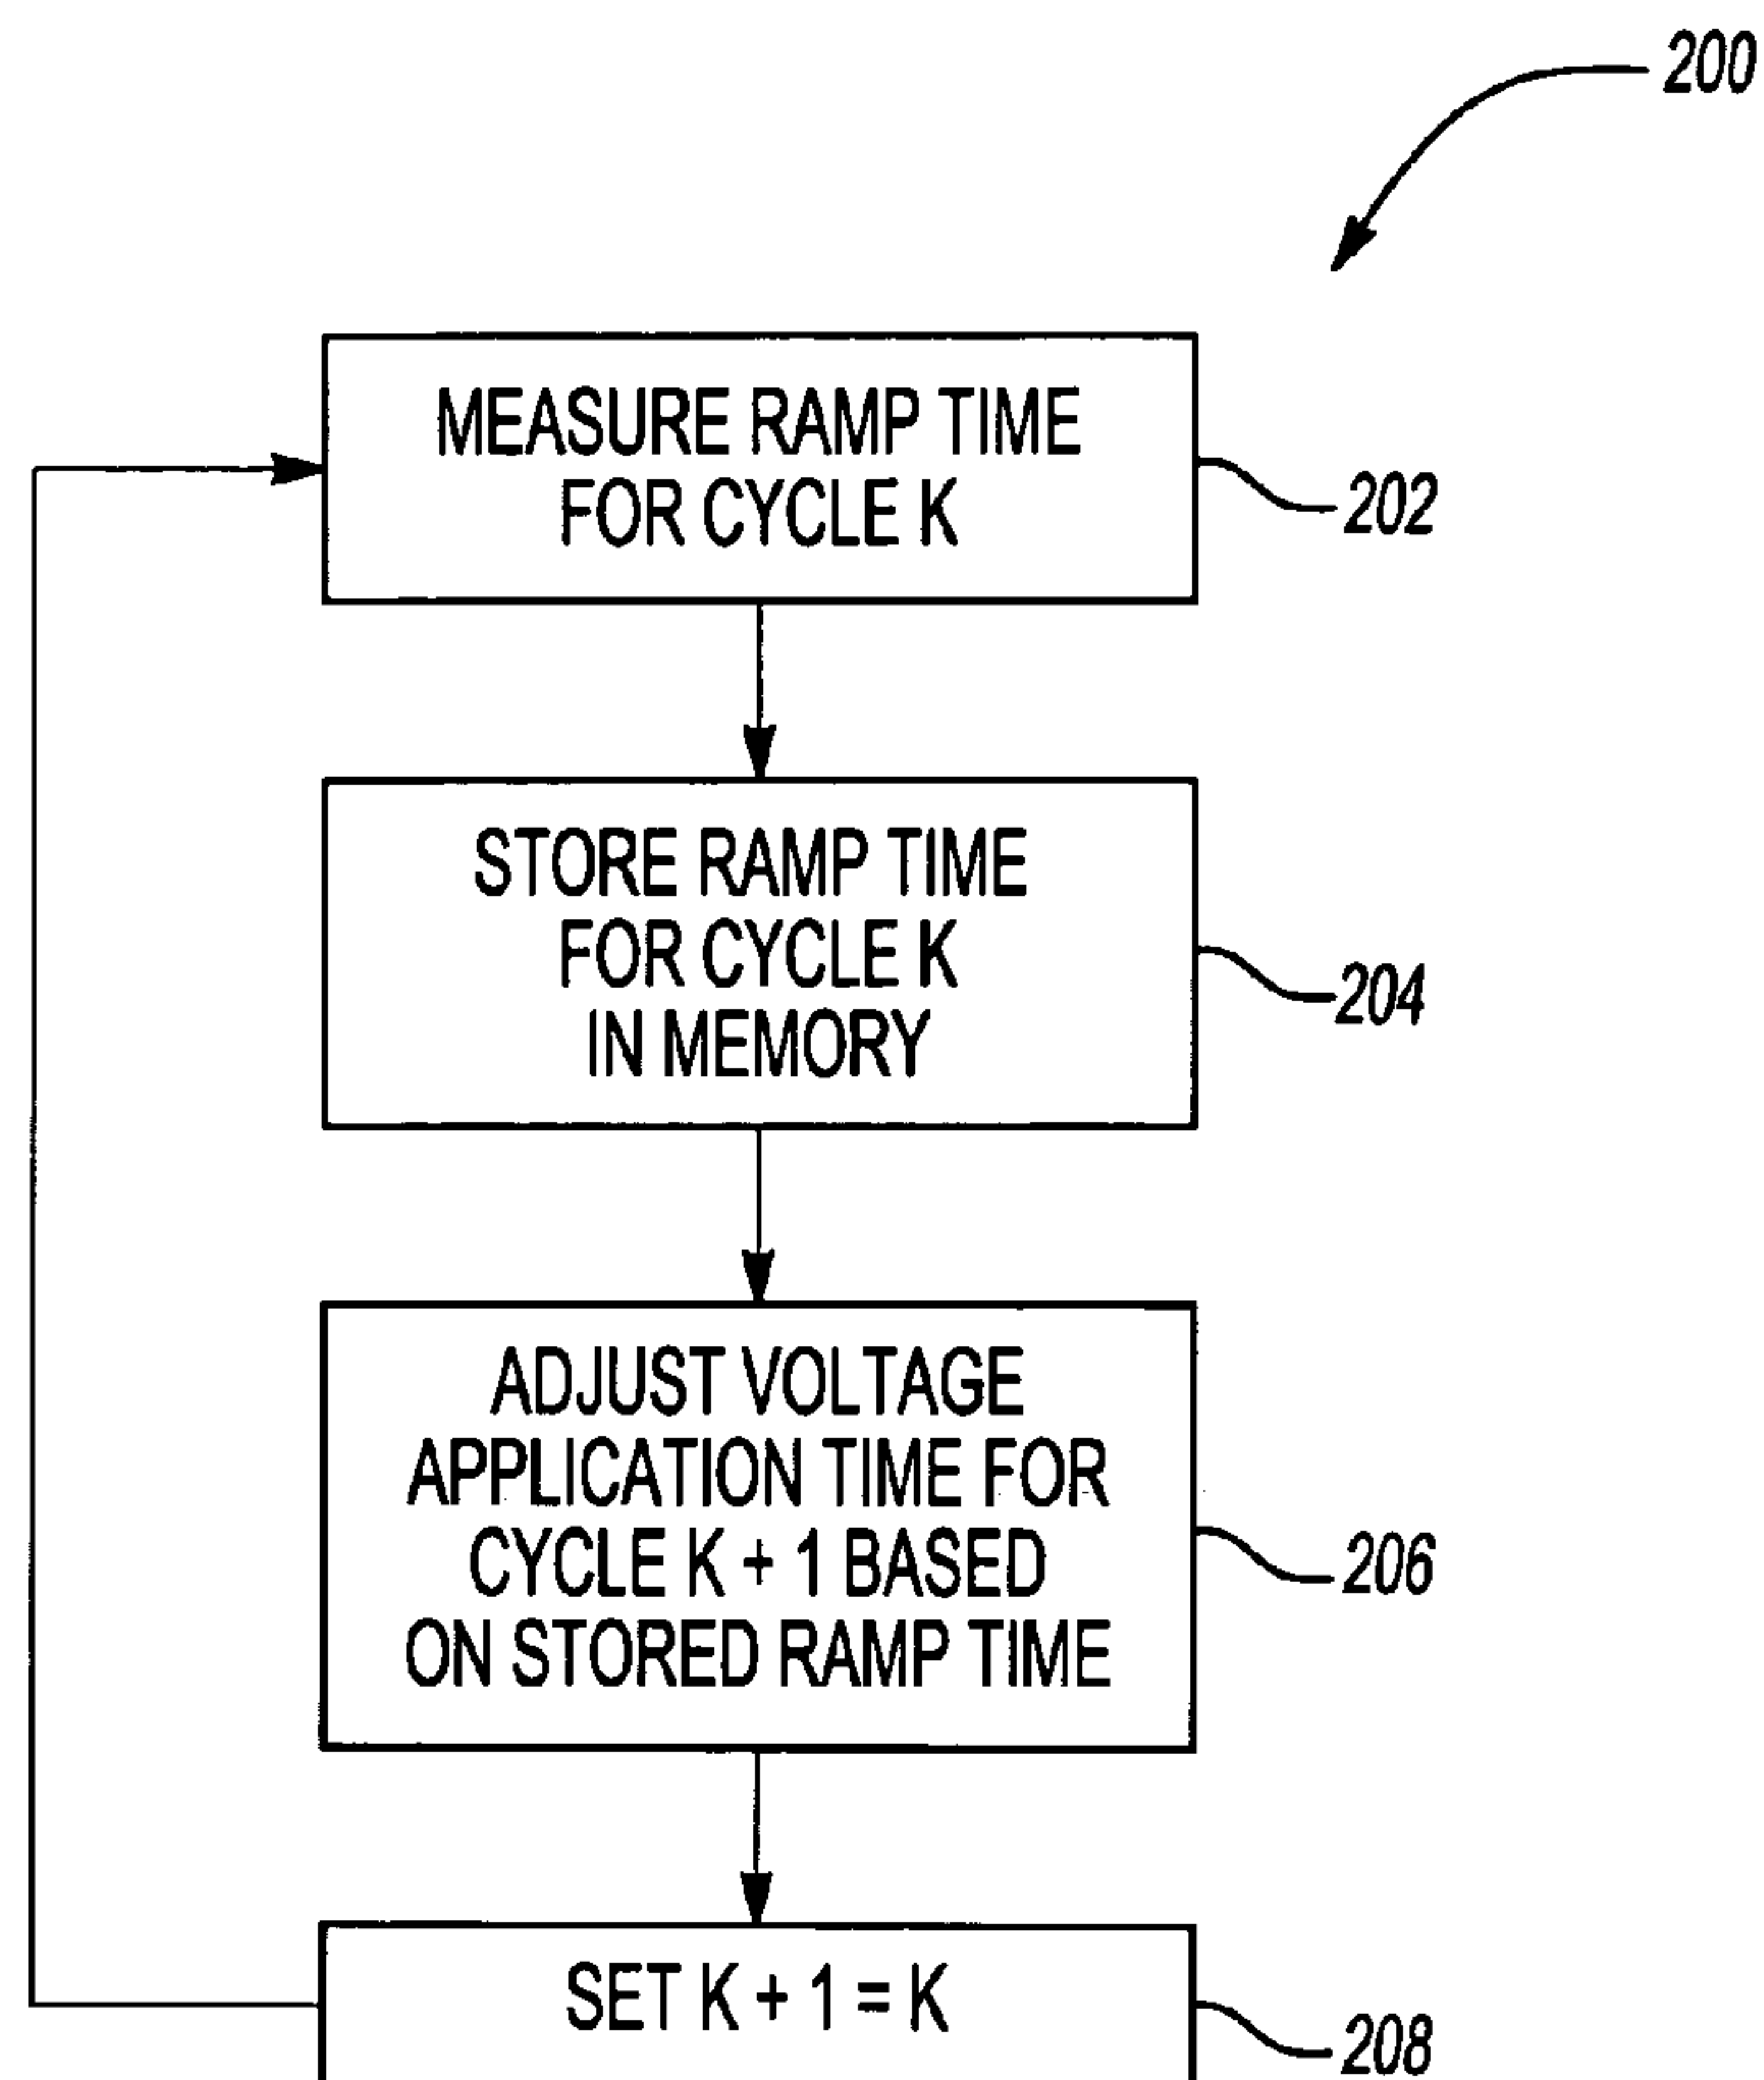 200
MEASURE RAMP TIME
FOR CYCLE K
202
STORE RAMP TIME
FOR CYCLE K
IN MEMORY
204
ADJUST VOLTAGE
APPLICATION TIME FOR
CYCLE K + 1 BASED
ON STORED RAMP TIME
206
SET K + 1 = K
208